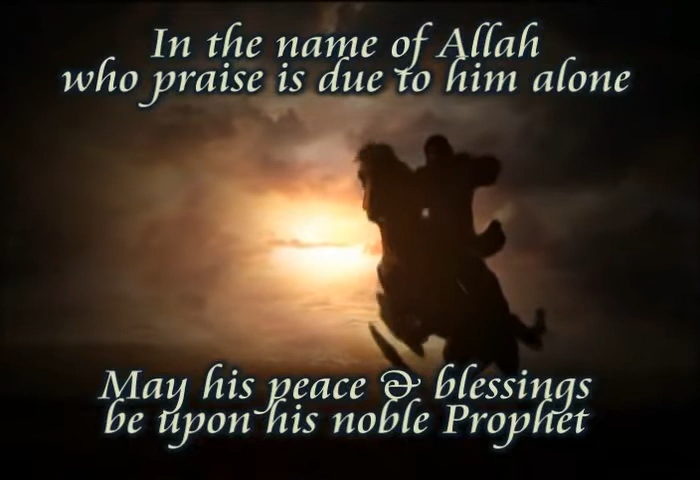 In the name of Allah
who praise is due to him alone
May his peace & blessings
be upon his noble Prophet